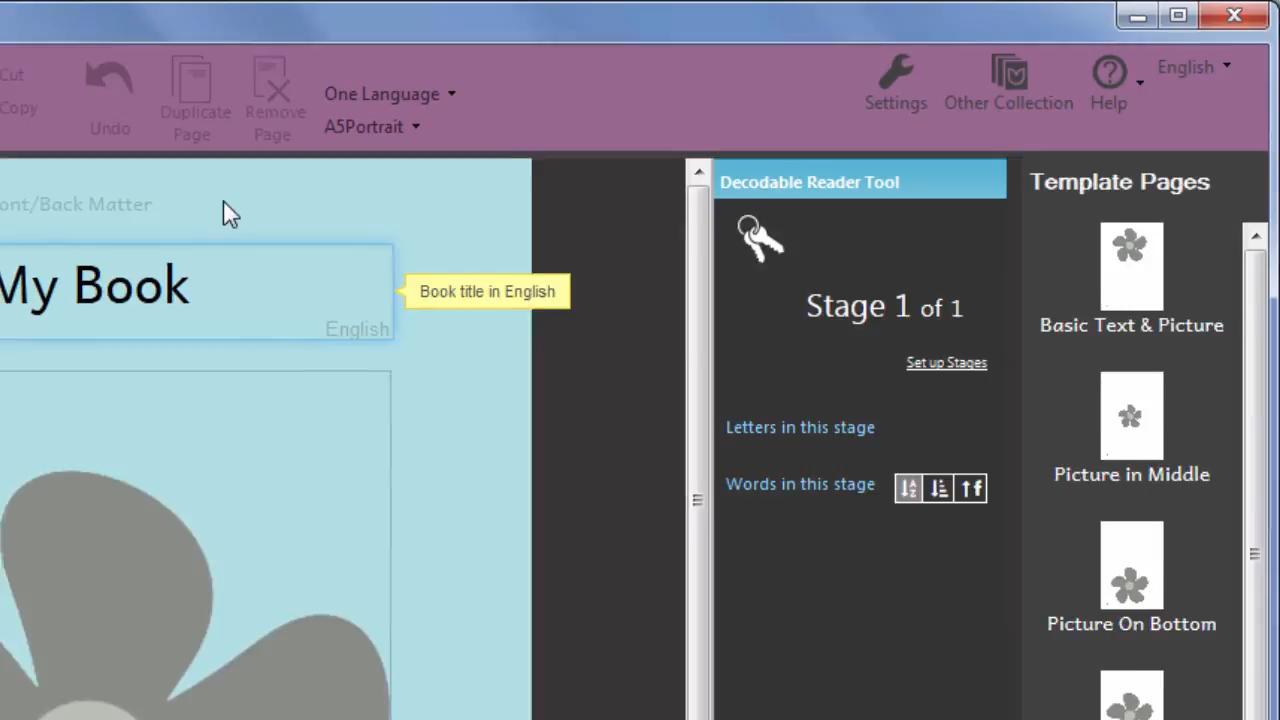 Cut
Copy
Undo
Duplicate
Page
Remove
Page
One Language
A5Portrait
Settings
Other Collection
Help
English
ont/Back Matter
My Book
English
Book title in English
Decodable Reader Tool
Stage 1 of 1
Set up Stages
Letters in this stage
Words in this stage
Template Pages
Basic Text & Picture
Picture in Middle
Picture On Bottom